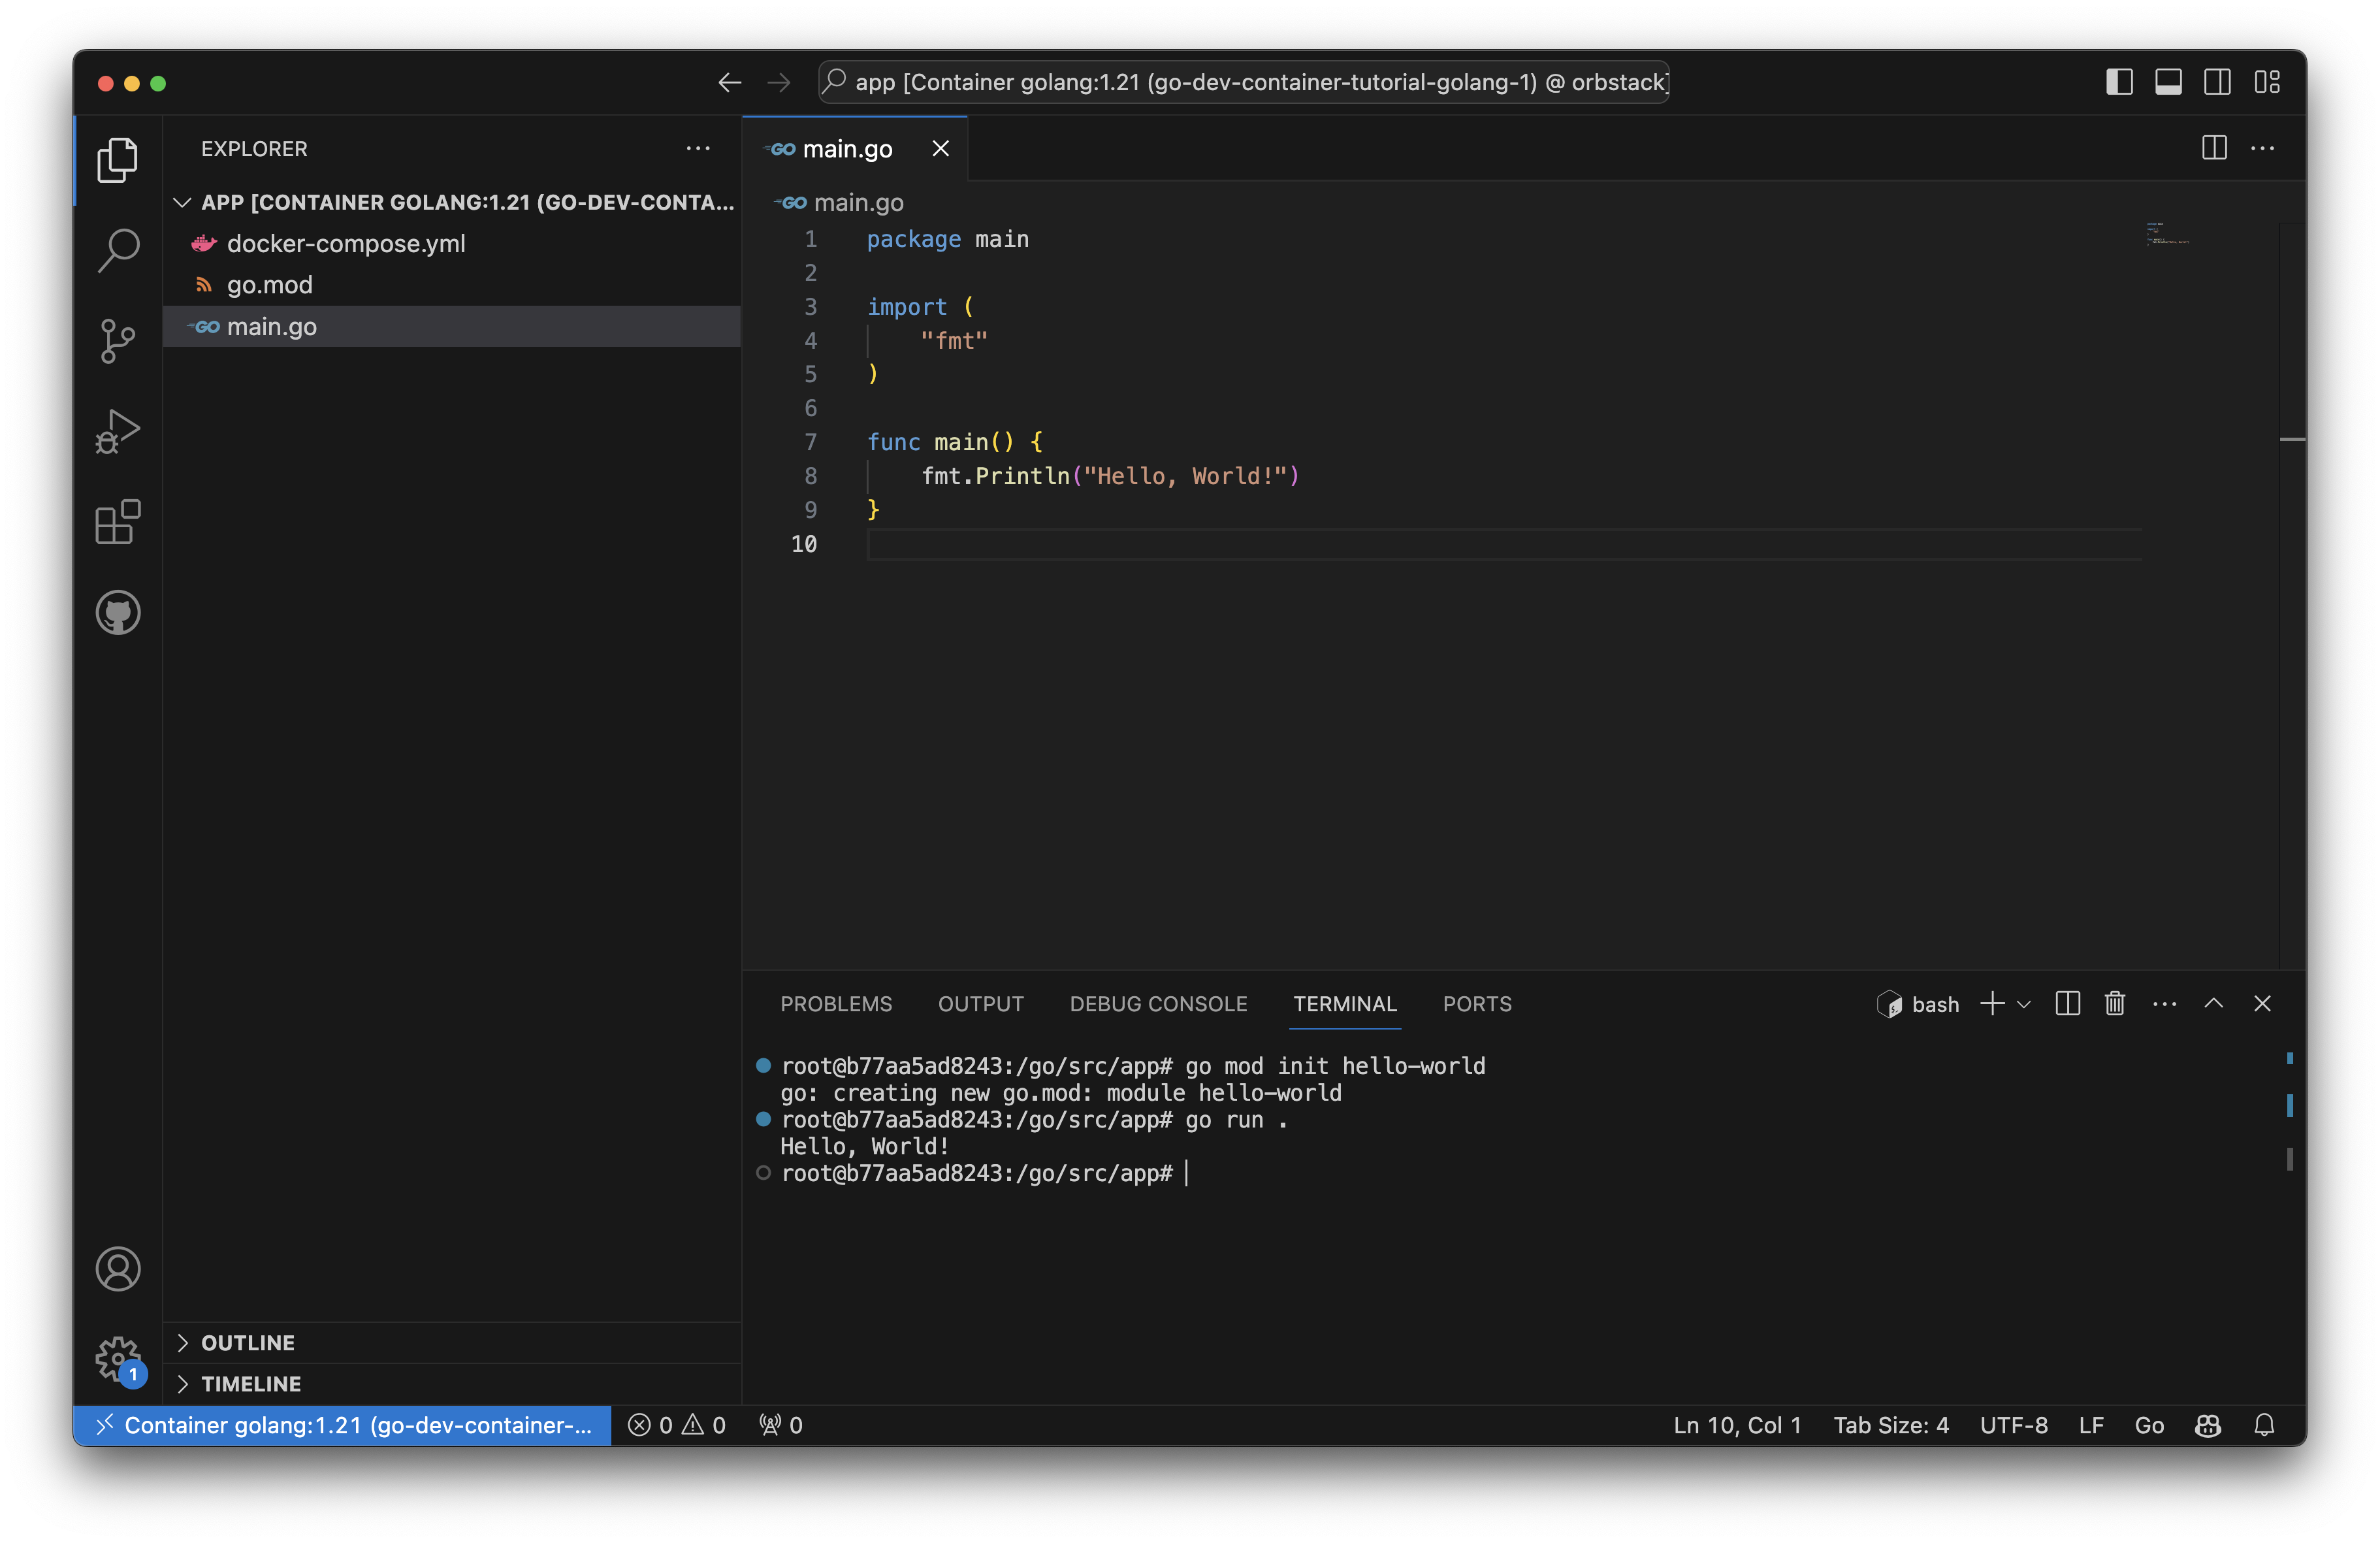 app [Container golang:1.21 (go-dev-container-tutorial-golang-1) @ orbstack]
EXPLORER
APP [CONTAINER GOLANG:1.21 (GO-DEV-CONTA...
docker-compose.yml
go.mod
GO main.go
1
GO main.go
GO main.go
1 package main
2
3 import (
4 "fmt"
5 )
6
7 func main() {
8 fmt.Println("Hello, World!")
9 }
10
PROBLEMS OUTPUT DEBUG CONSOLE TERMINAL PORTS bash
root@b77aa5ad8243:/go/src/app# go mod init hello-world
go: creating new go.mod: module hello-world
root@b77aa5ad8243:/go/src/app# go run .
Hello, World!
root@b77aa5ad8243:/go/src/app#
OUTLINE
TIMELINE
Container golang:1.21 (go-dev-container-... 0 0 0 Ln 10, Col 1 Tab Size: 4 UTF-8 LF Go